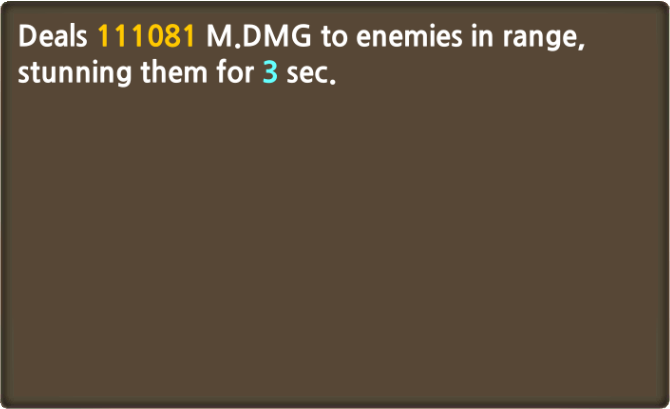 Deals 111081 M.DMG to enemies in range,
stunning them for 3 sec.